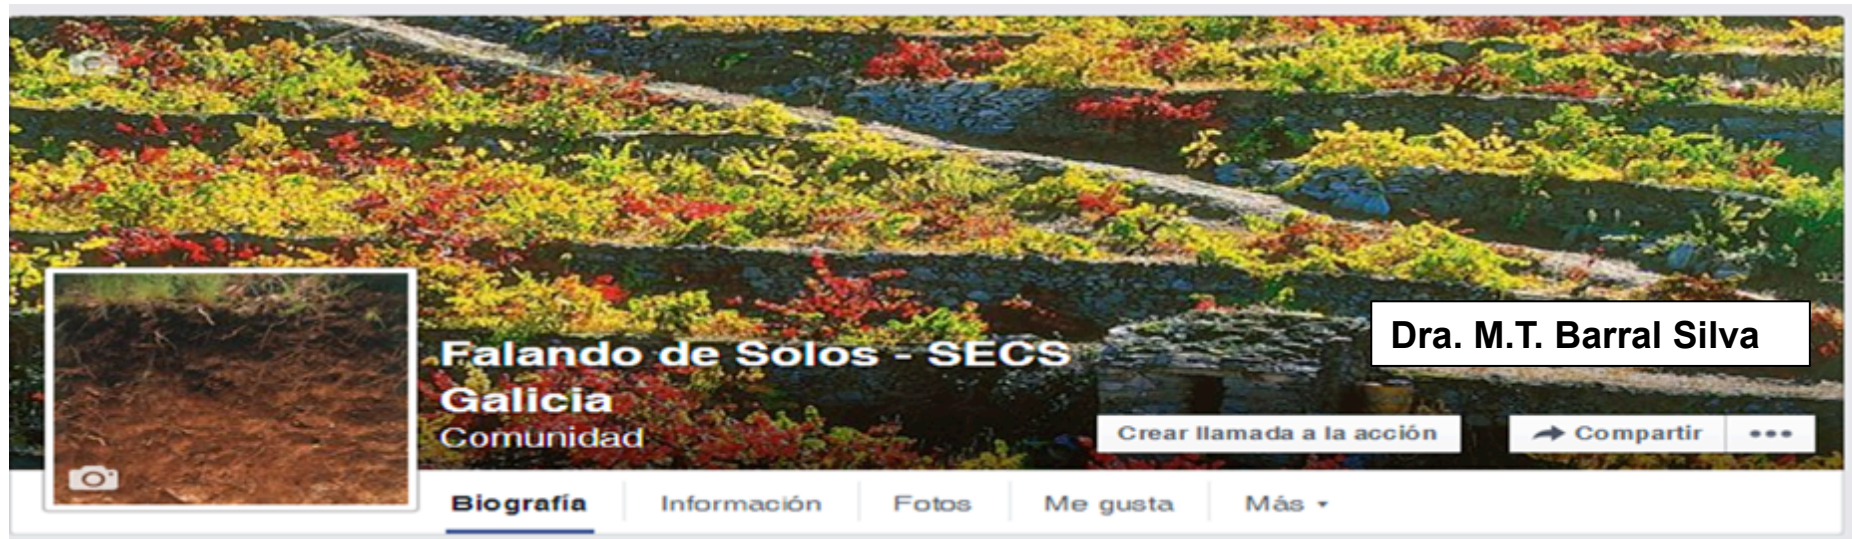 Dra. M.T. Barral Silva
Falando de Solos - SECS
Galicia
Comunidad
Crear llamada a la acción
Compartir
Biografía
Información
Fotos
Me gusta
Más